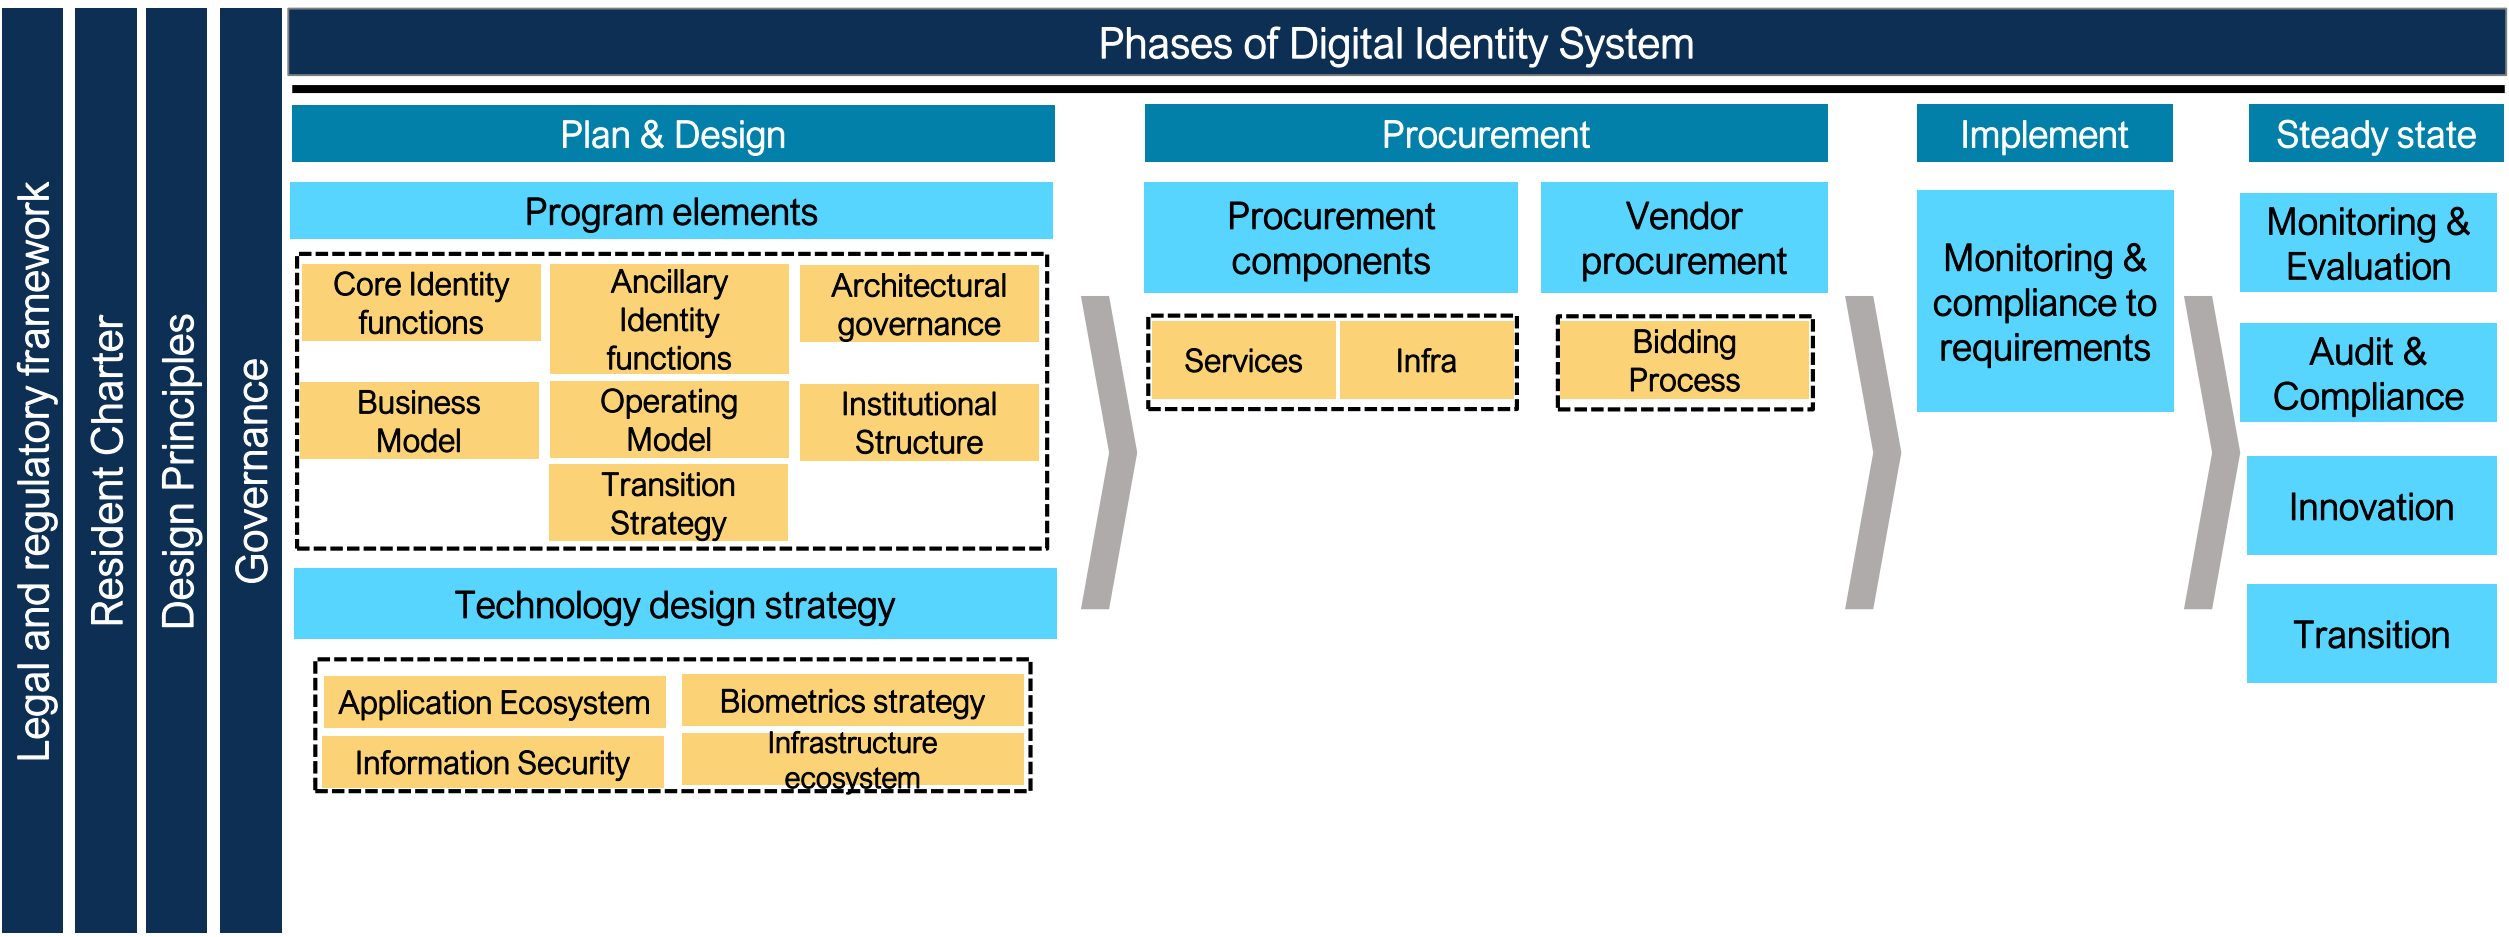 Legal and regulatory framework
Resident Charter
Design Principles
Governance
Phases of Digital Identity System
Plan & Design
Program elements
Core Identity
functions
Ancillary
Identity
functions
Architectural
governance
Business
Model
Operating
Model
Institutional
Structure
Transition
Strategy
Technology design strategy
Application Ecosystem
Biometrics strategy
Information Security
Infrastructure
ecosystem
Procurement
Procurement
components
Services
Infra
Vendor
procurement
Bidding
Process
Implement
Monitoring &
compliance to
requirements
Steady state
Monitoring &
Evaluation
Audit &
Compliance
Innovation
Transition